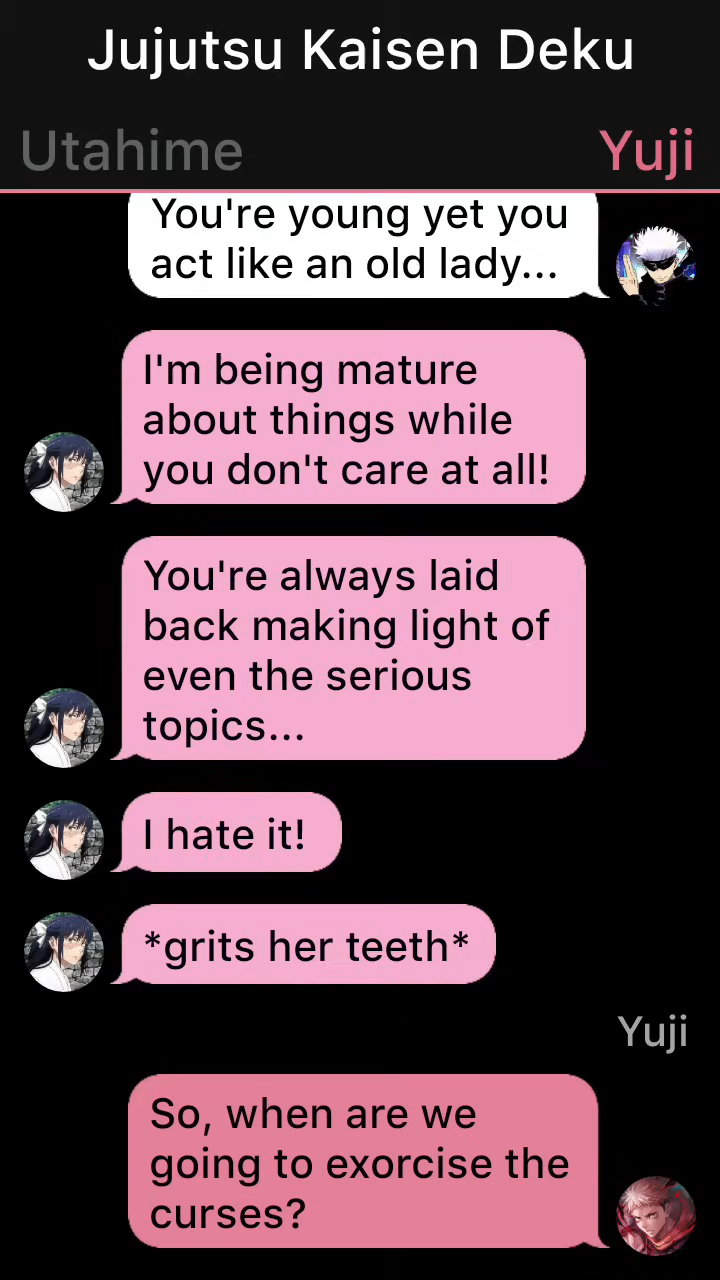 Jujutsu Kaisen Deku
Utahime
Yuji
You're young yet you
act like an old lady...
I'm being mature
about things while
you don't care at all!
You're always laid
back making light of
even the serious
topics...
I hate it!
*grits her teeth*
Yuji
So, when are we
going to exorcise the
curses?